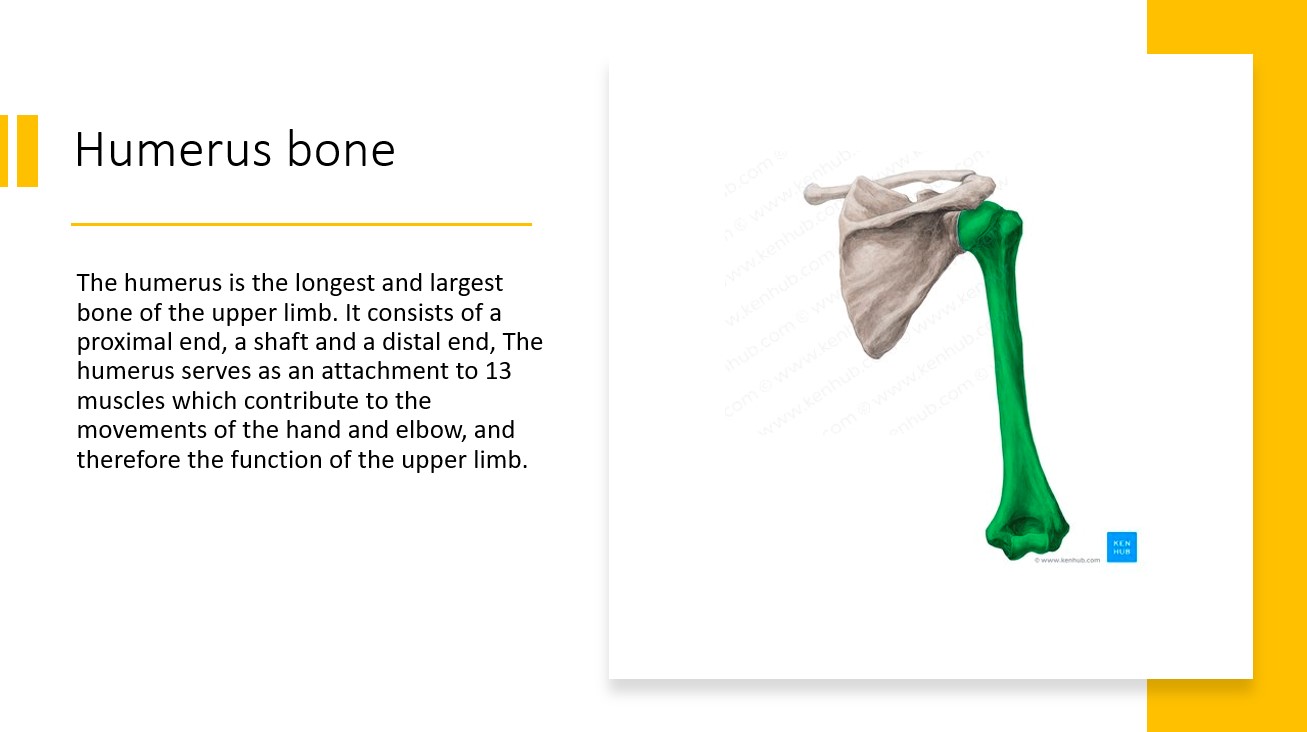 Humerus bone
The humerus is the longest and largest
bone of the upper limb. It consists of a
proximal end, a shaft and a distal end, The
humerus serves as an attachment to 13
muscles which contribute to the
movements of the hand and elbow, and
therefore the function of the upper limb.
KEN
HUB
© www.kenhub.com